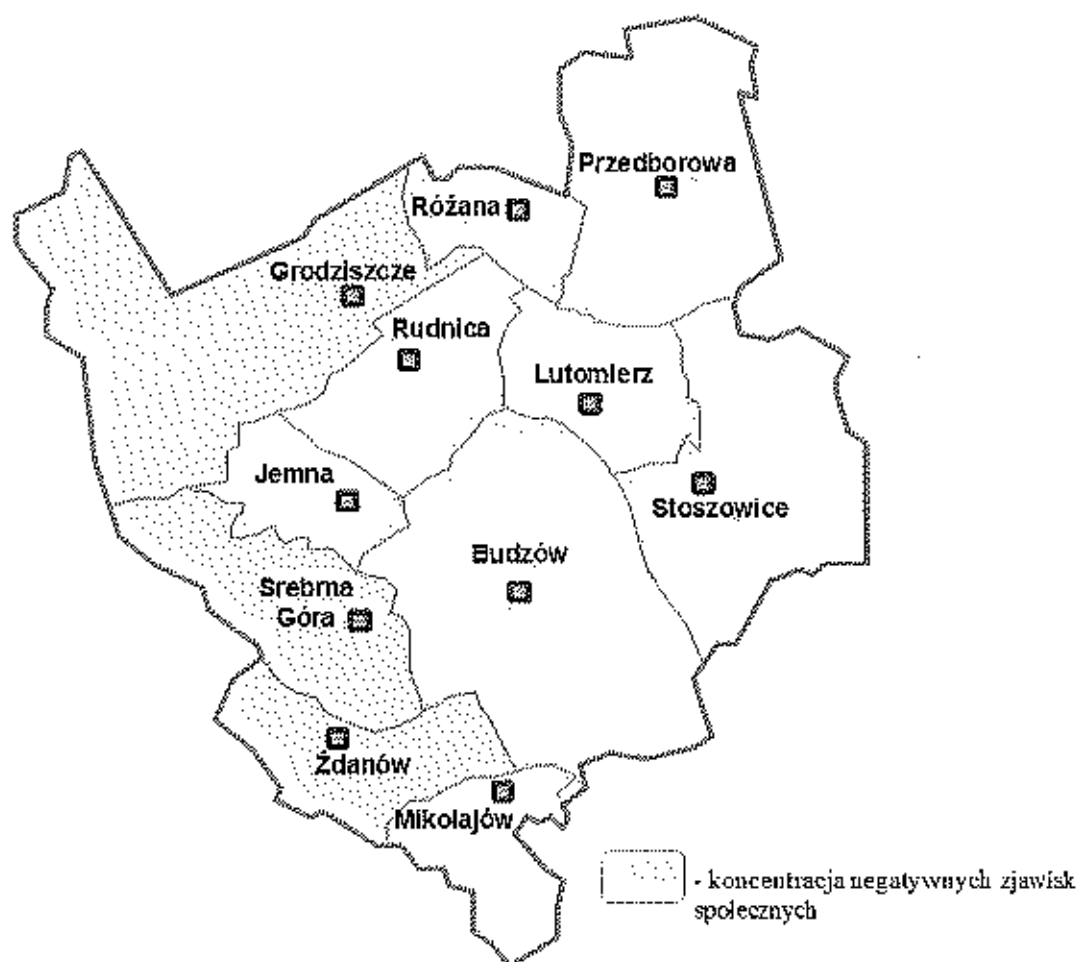 Przedborowa
Różana
Grodziszcze
Rudnica
Lutomierz
Jemna
Stoszowice
Budzów
Srebrna
Góra
Żdanów
Mikołajów
- koncentracja negatywnych zjawisk
społecznych